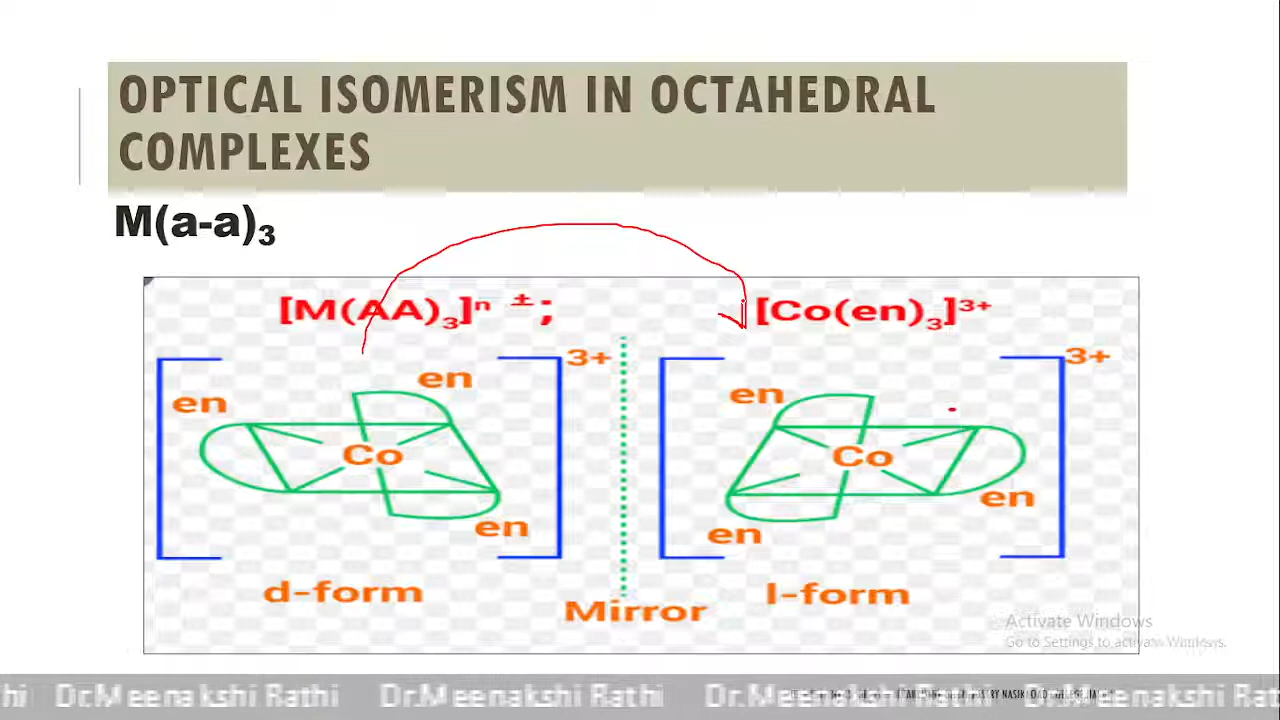 OPTICAL ISOMERISM IN OCTAHEDRAL
COMPLEXES
M(a-a)₃
[M(AA)₃]ⁿ ±;
[Co(en)₃]³⁺
3+
3+
en
en
Co
en
en
Co
en
en
d-form
Mirror
l-form
Activate Windows
Go to Settings to activate Windows.
thi Dr.Meenakshi Rathi Dr.Meenakshi Rathi Dr.Meenakshi Rathi Dr.Meenakshi Rat